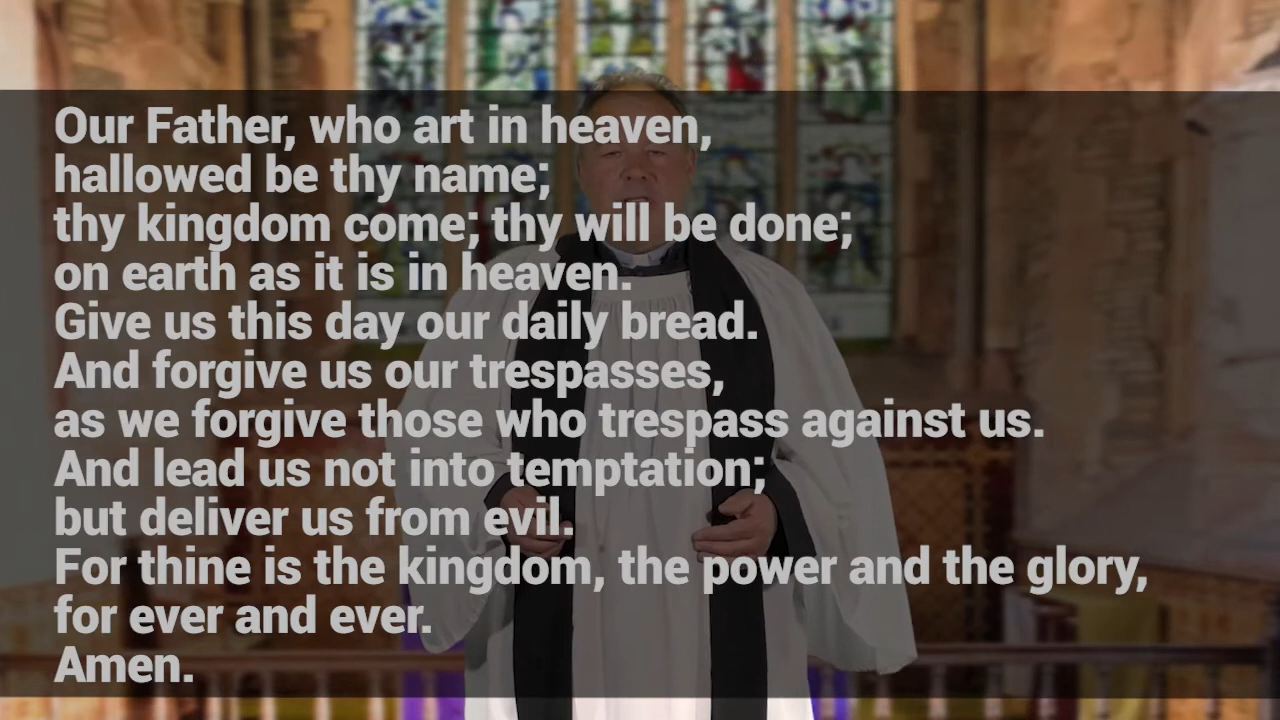 Our Father, who art in heaven,
hallowed be thy name;
thy kingdom come; thy will be done;
on earth as it is in heaven.
Give us this day our daily bread.
And forgive us our trespasses,
as we forgive those who trespass against us.
And lead us not into temptation;
but deliver us from evil.
For thine is the kingdom, the power and the glory,
for ever and ever.
Amen.